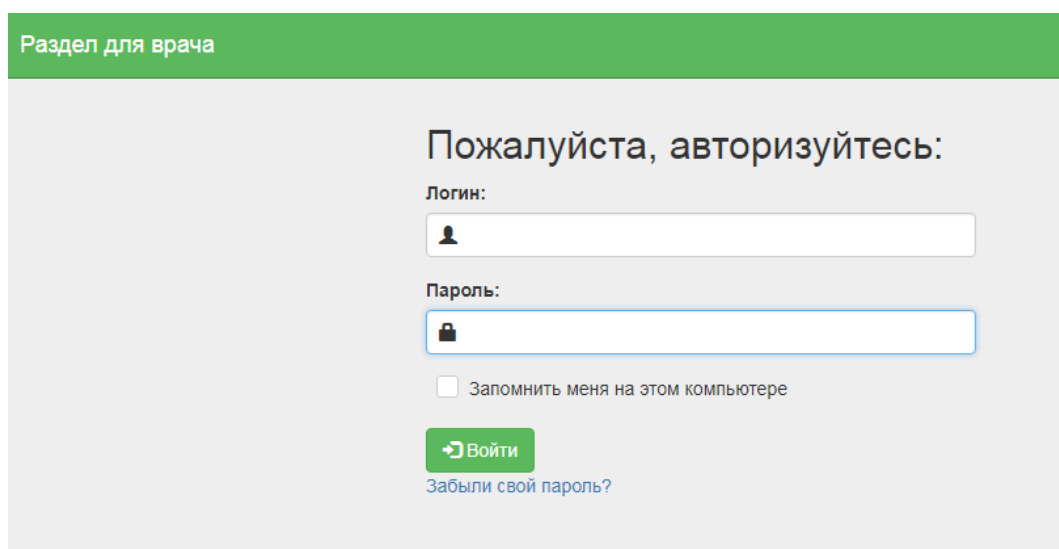 Раздел для врача
Пожалуйста, авторизуйтесь:
Логин:
Пароль:
Запомнить меня на этом компьютере
Войти
Забыли свой пароль?